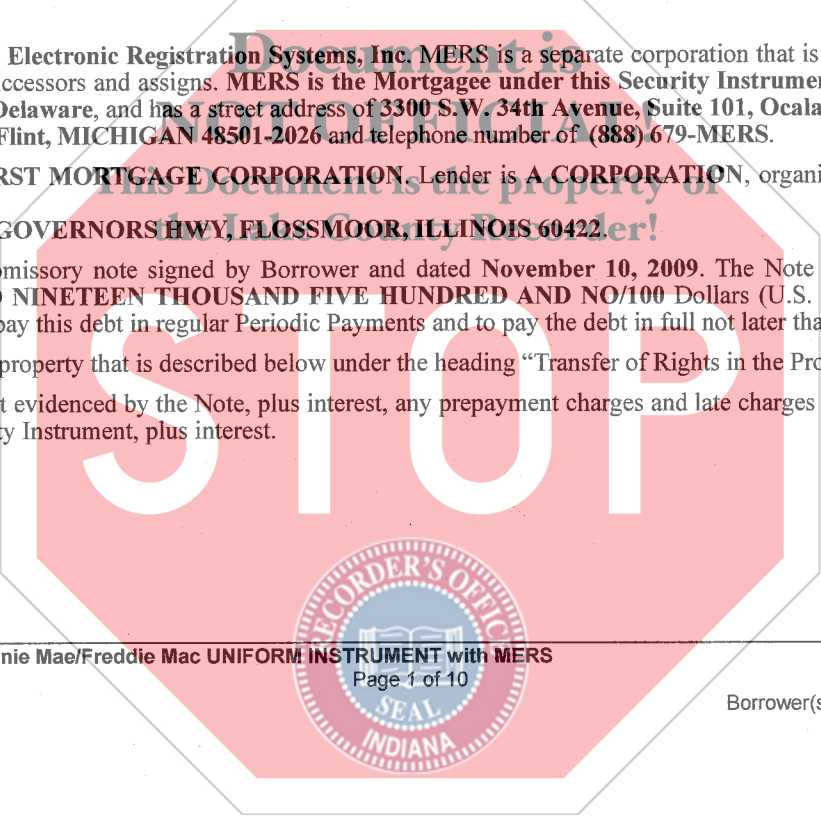 Document is
Electronic Registration Systems, Inc. MERS is a separate corporation that is
ccessors and assigns. MERS is the Mortgagee under this Security Instrumen
Delaware, and has a street address of 3300 S.W. 34th Avenue, Suite 101, Ocala
NOT OFFICIAL!
Flint, MICHIGAN 48501-2026 and telephone number of (888) 679-MERS.
RST MORTGAGE CORPORATION. Lender is A CORPORATION, organi
This Document is the property of
GOVERNORS HWY, FLOSSMOOR, ILLINOIS 60422.
the Lake County Recorder!
omissory note signed by Borrower and dated November 10, 2009. The Note
NINETEEN THOUSAND FIVE HUNDRED AND NO/100 Dollars (U.S.
pay this debt in regular Periodic Payments and to pay the debt in full not later tha
property that is described below under the heading “Transfer of Rights in the Pro
t evidenced by the Note, plus interest, any prepayment charges and late charges
ty Instrument, plus interest.
STOP
RECORDER'S OFFICE
nie Mae/Freddie Mac UNIFORM INSTRUMENT with MERS
Page 1 of 10
SEAL
INDIANA
Borrower(s